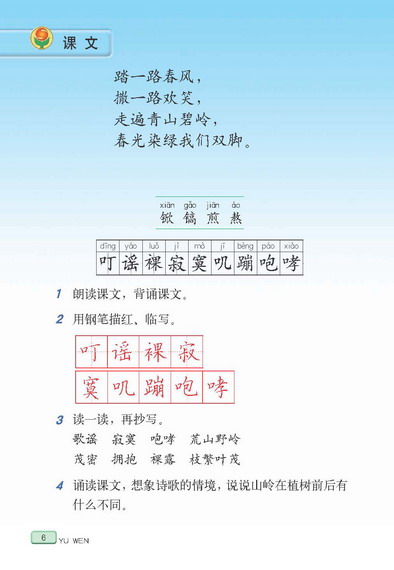 课文
踏一路春风，
撒一路欢笑，
走遍青山碧岭，
春光染绿我们双脚。
xiān gǎo jiān áo
锨 镐 煎 熬
dīng yáo luǒ jì mò jī bèng páo xiào
叮 谣 裸 寂 寞 叽 蹦 咆 哮
1 朗读课文，背诵课文。
2 用钢笔描红、临写。
叮 谣 裸 寂
寞 叽 蹦 咆 哮
3 读一读，再抄写。
歌谣 寂寞 咆哮 荒山野岭
茂密 拥抱 裸露 枝繁叶茂
4 诵读课文，想象诗歌的情境，说说山岭在植树前后有
什么不同。
6 YU WEN